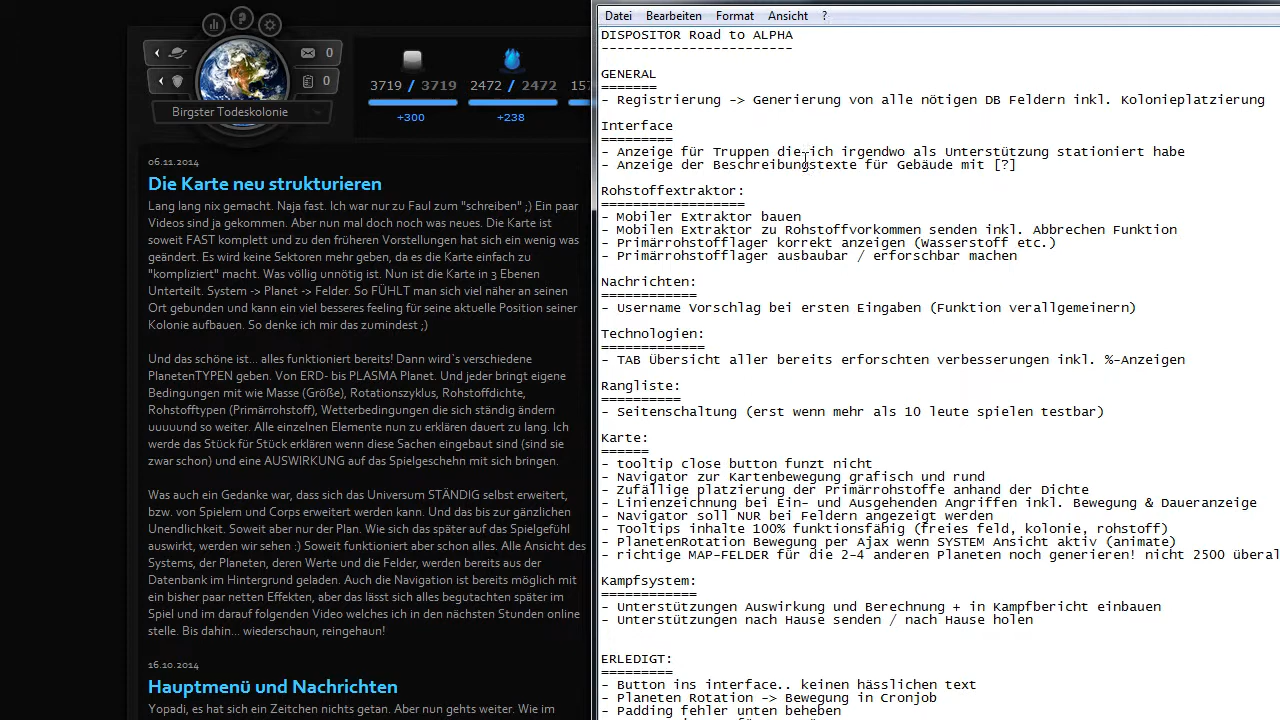 0
0
Birgster Todeskolonie
3719 / 3719
+300
2472 / 2472
+238
06.11.2014
Die Karte neu strukturieren
Lang lang nix gemacht. Naja fast. Ich war nur zu Faul zum "schreiben" ;) Ein paar
Videos sind ja gekommen. Aber nun mal doch noch was neues. Die Karte ist
soweit FAST komplett und zu den früheren Vorstellungen hat sich ein wenig was
geändert. Es wird keine Sektoren mehr geben, da es die Karte einfach zu
"kompliziert" macht. Was völlig unnötig ist. Nun ist die Karte in 3 Ebenen
Unterteilt. System -> Planet -> Felder. So FÜHLT man sich viel näher an seinen
Ort gebunden und kann ein viel besseres feeling für seine aktuelle Position seiner
Kolonie aufbauen. So denke ich mir das zumindest ;)
Und das schöne ist... alles funktioniert bereits! Dann wird`s verschiedene
PlanetenTYPEN geben. Von ERD- bis PLASMA Planet. Und jeder bringt eigene
Bedingungen mit wie Masse (Größe), Rotationszyklus, Rohstoffdichte,
Rohstofftypen (Primärrohstoff), Wetterbedingungen die sich ständig ändern
uuuuund so weiter. Alle einzelnen Elemente nun zu erklären dauert zu lang. Ich
werde das Stück für Stück erklären wenn diese Sachen eingebaut sind (sind sie
zwar schon) und eine AUSWIRKUNG auf das Spielgeschehn mit sich bringen.
Was auch ein Gedanke war, dass sich das Universum STÄNDIG selbst erweitert,
bzw. von Spielern und Corps erweitert werden kann. Und das bis zur gänzlichen
Unendlichkeit. Soweit aber nur der Plan. Wie sich das später auf das Spielgefühl
auswirkt, werden wir sehen :) Soweit funktioniert aber schon alles. Alle Ansicht des
Systems, der Planeten, deren Werte und die Felder, werden bereits aus der
Datenbank im Hintergrund geladen. Auch die Navigation ist bereits möglich mit
ein bisher paar netten Effekten, aber das lässt sich alles begutachten später im
Spiel und im darauf folgenden Video welches ich in den nächsten Stunden online
stelle. Bis dahin... wiederschaun, reingehaun!
16.10.2014
Hauptmenü und Nachrichten
Yopadi, es hat sich ein Zeitchen nichts getan. Aber nun gehts weiter. Wie im
Datei Bearbeiten Format Ansicht ?
DISPOSITOR Road to ALPHA
------------------------
GENERAL
=======
- Registrierung -> Generierung von alle nötigen DB Feldern inkl. Kolonieplatzierung
Interface
=========
- Anzeige für Truppen die ich irgendwo als Unterstützung stationiert habe
- Anzeige der Beschreibungstexte für Gebäude mit [?]
Rohstoffextraktor:
==================
- Mobiler Extraktor bauen
- Mobilen Extraktor zu Rohstoffvorkommen senden inkl. Abbrechen Funktion
- Primärrohstofflager korrekt anzeigen (Wasserstoff etc.)
- Primärrohstofflager ausbaubar / erforschbar machen
Nachrichten:
============
- Username Vorschlag bei ersten Eingaben (Funktion verallgemeinern)
Technologien:
=============
- TAB Übersicht aller bereits erforschten verbesserungen inkl. %-Anzeigen
Rangliste:
==========
- Seitenschaltung (erst wenn mehr als 10 leute spielen testbar)
Karte:
======
- tooltip close button funzt nicht
- Navigator zur Kartenbewegung grafisch und rund
- Zufällige platzierung der Primärrohstoffe anhand der Dichte
- Linienzeichnung bei Ein- und Ausgehenden Angriffen inkl. Bewegung & Daueranzeige
- Navigator soll NUR bei Feldern angezeigt werden
- Tooltips inhalte 100% funktionsfähig (freies feld, kolonie, rohstoff)
- PlanetenRotation Bewegung per Ajax wenn SYSTEM Ansicht aktiv (animate)
- richtige MAP-FELDER für die 2-4 anderen Planeten noch generieren! nicht 2500 überal
Kampfsystem:
============
- Unterstützungen Auswirkung und Berechnung + in Kampfbericht einbauen
- Unterstützungen nach Hause senden / nach Hause holen
ERLEDIGT:
=========
- Button ins interface.. keinen hässlichen text
- Planeten Rotation -> Bewegung in Cronjob
- Padding fehler unten beheben